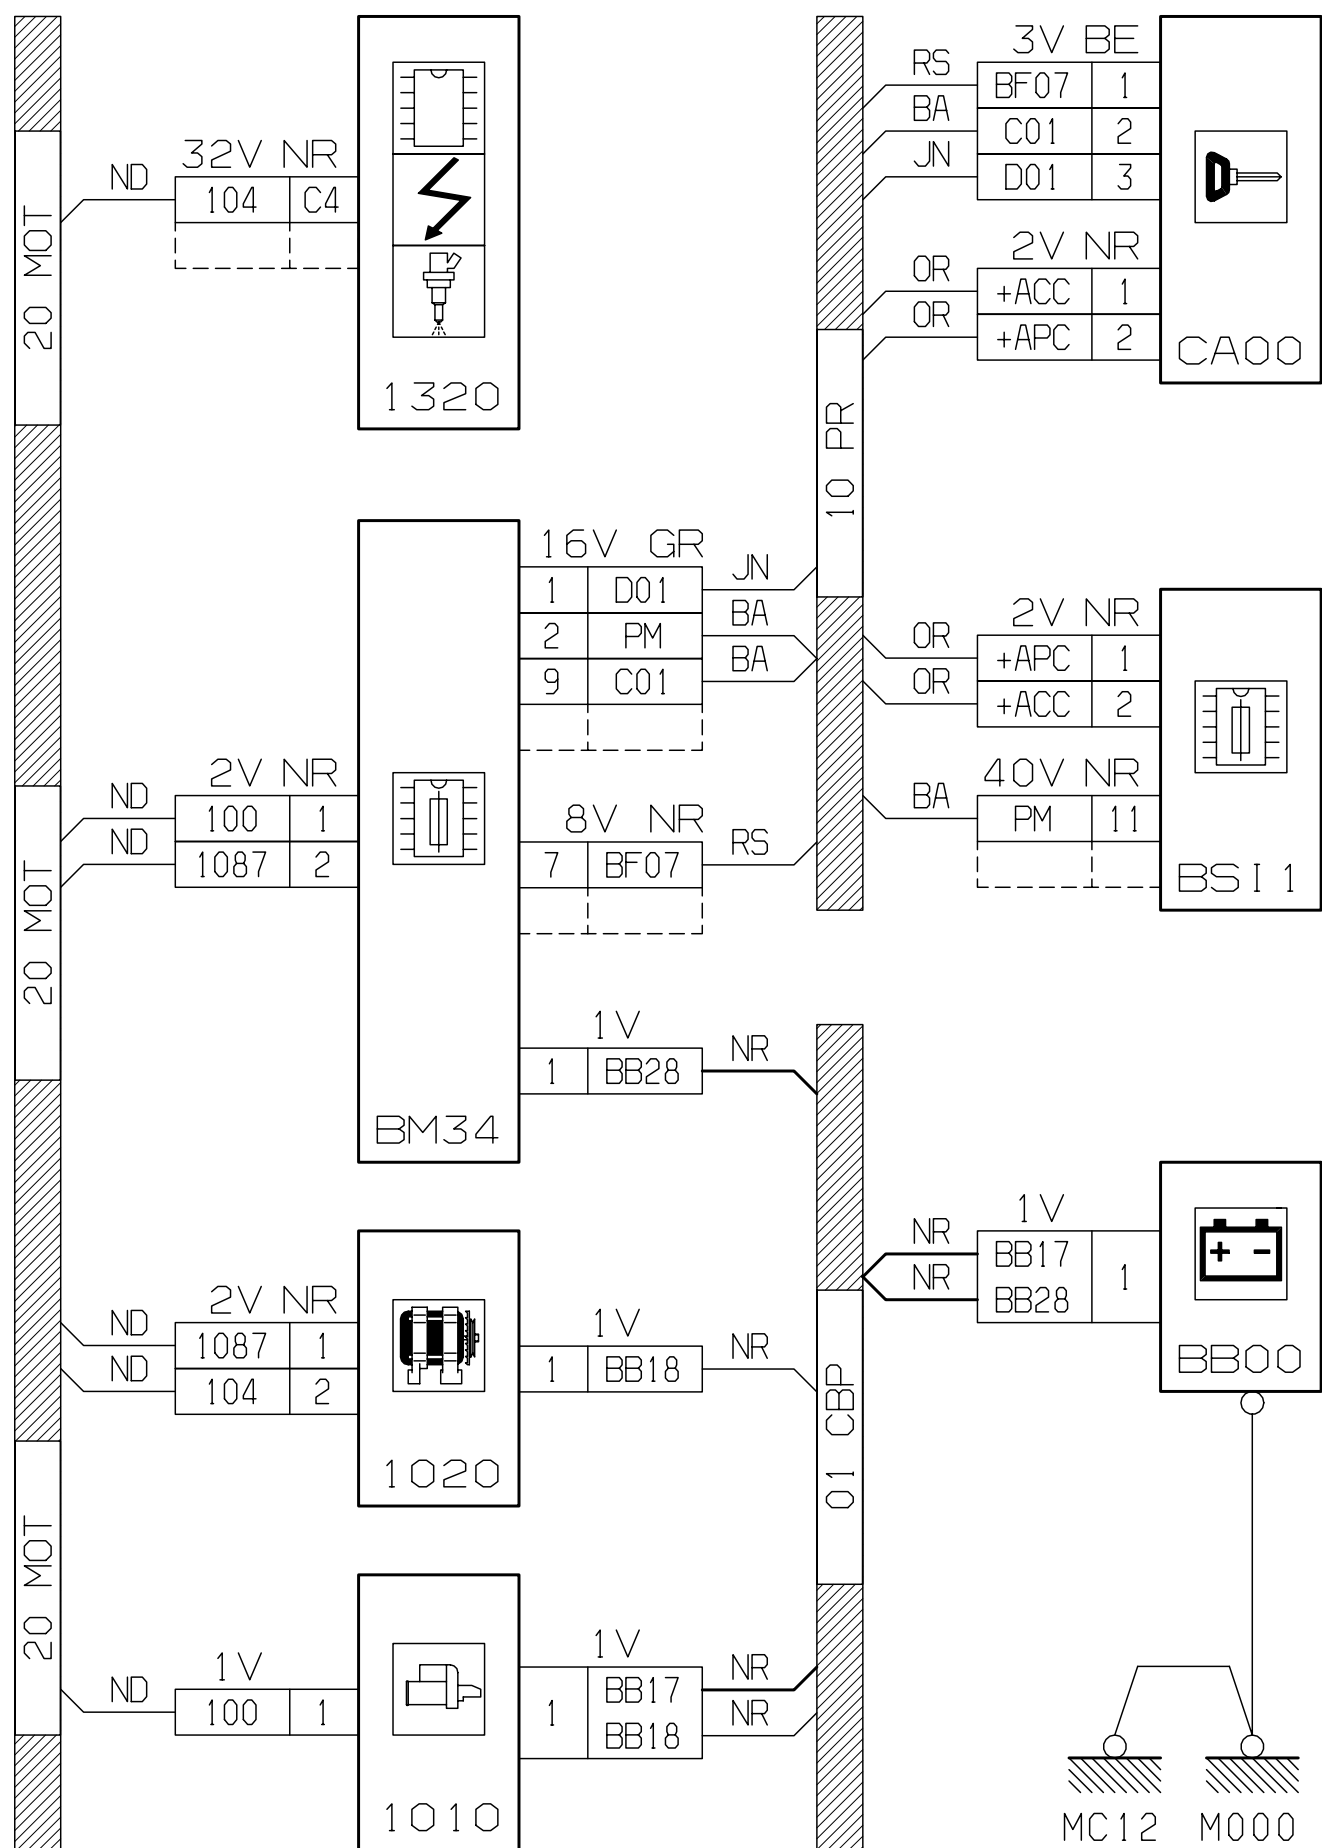 20 MOT
ND
32V NR
104 C4
1320
20 MOT
ND
ND
2V NR
100 1
1087 2
BM34
16V GR
1 D01
2 PM
9 C01
JN
BA
BA
8V NR
7 BF07
RS
1V
1 BB28
NR
20 MOT
ND
ND
2V NR
1087 1
104 2
1020
1V
1 BB18
NR
ND
1V
100 1
1010
1V
1
BB17
BB18
NR
NR
10 PR
RS
BA
JN
3V BE
BF07 1
C01 2
D01 3
OR
OR
2V NR
+ACC 1
+APC 2
CA00
OR
OR
2V NR
+APC 1
+ACC 2
BA
40V NR
PM 11
BSI1
01 CBP
NR
NR
1V
BB17
BB28
1
+ -
BB00
MC12 M000